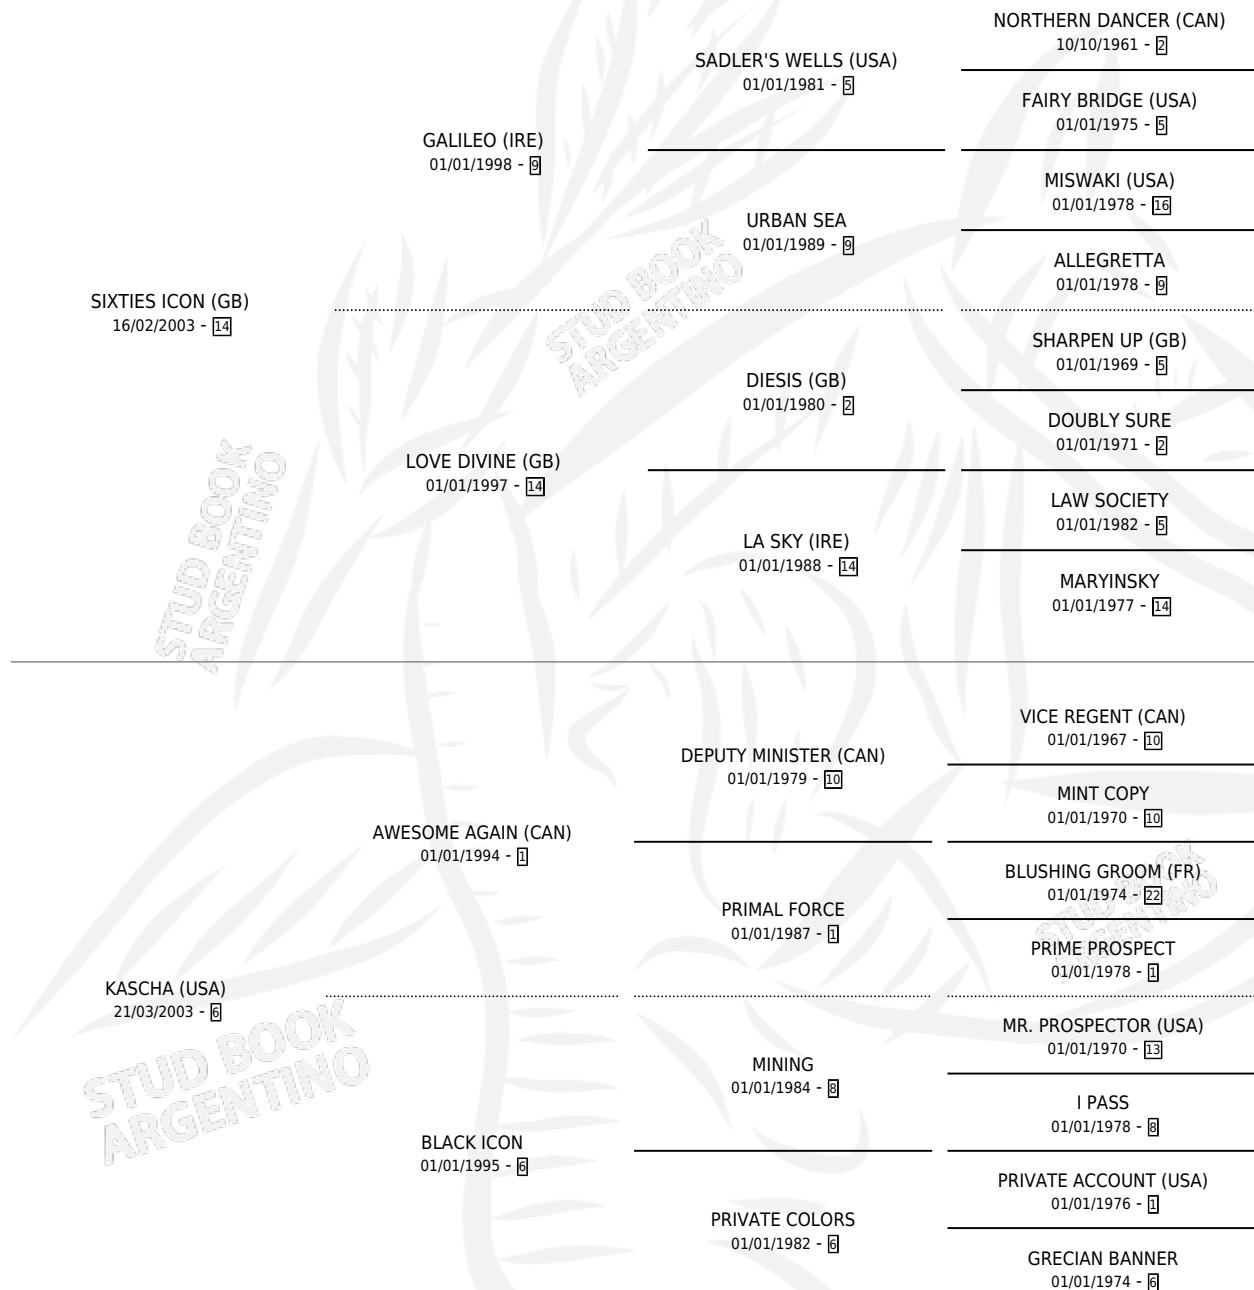 NORTHERN DANCER (CAN)
10/10/1961 - 2
SADLER'S WELLS (USA)
01/01/1981 - 5
FAIRY BRIDGE (USA)
01/01/1975 - 5
GALILEO (IRE)
01/01/1998 - 9
MISWAKI (USA)
01/01/1978 - 16
URBAN SEA
01/01/1989 - 9
ALLEGRETTA
01/01/1978 - 9
SIXTIES ICON (GB)
16/02/2003 - 14
STUD BOOK
ARGENTINO
SHARPEN UP (GB)
01/01/1969 - 5
DIESIS (GB)
01/01/1980 - 2
DOUBLY SURE
01/01/1971 - 2
LOVE DIVINE (GB)
01/01/1997 - 14
LAW SOCIETY
01/01/1982 - 5
LA SKY (IRE)
01/01/1988 - 14
MARYINSKY
01/01/1977 - 14
STUD BOOK
ARGENTINO
VICE REGENT (CAN)
01/01/1967 - 10
DEPUTY MINISTER (CAN)
01/01/1979 - 10
MINT COPY
01/01/1970 - 10
AWESOME AGAIN (CAN)
01/01/1994 - 1
BLUSHING GROOM (FR)
01/01/1974 - 22
STUD BOOK
ARGENTINO
PRIMAL FORCE
01/01/1987 - 1
PRIME PROSPECT
01/01/1978 - 1
KASCHA (USA)
21/03/2003 - 6
STUD BOOK
ARGENTINO
MR. PROSPECTOR (USA)
01/01/1970 - 13
MINING
01/01/1984 - 8
I PASS
01/01/1978 - 8
BLACK ICON
01/01/1995 - 6
PRIVATE ACCOUNT (USA)
01/01/1976 - 1
PRIVATE COLORS
01/01/1982 - 6
GRECIAN BANNER
01/01/1974 - 6